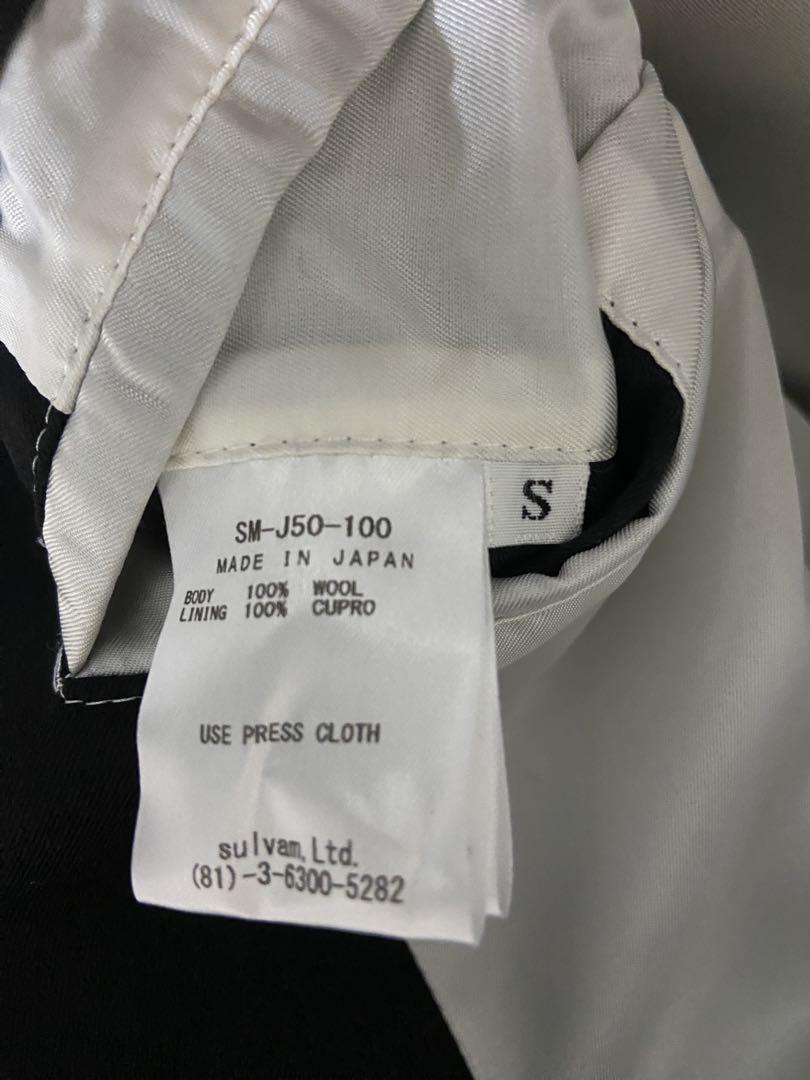 S
SM-J50-100
MADE IN JAPAN
BODY 100% WOOL
LINING 100% CUPRO
USE PRESS CLOTH
sulvam,Ltd.
(81)-3-6300-5282